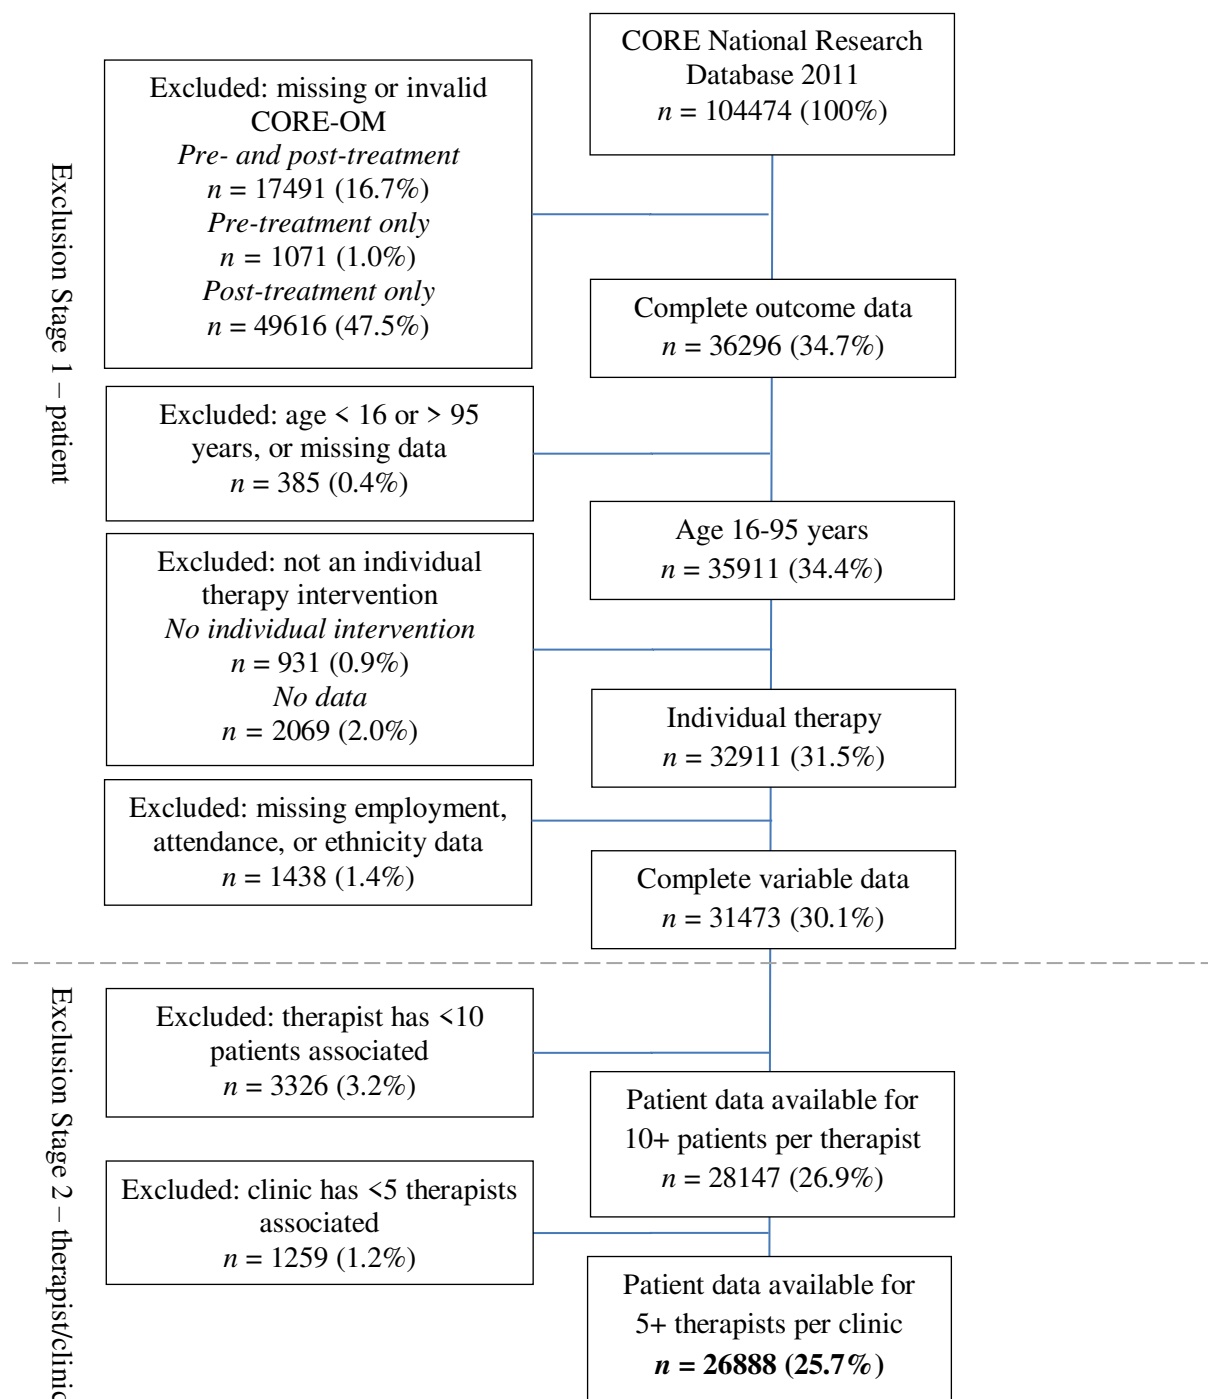 CORE National Research
Database 2011
n = 104474 (100%)
Exclusion Stage 1 – patient
Excluded: missing or invalid
CORE-OM
Pre- and post-treatment
n = 17491 (16.7%)
Pre-treatment only
n = 1071 (1.0%)
Post-treatment only
n = 49616 (47.5%)
Complete outcome data
n = 36296 (34.7%)
Excluded: age < 16 or > 95
years, or missing data
n = 385 (0.4%)
Age 16-95 years
n = 35911 (34.4%)
Excluded: not an individual
therapy intervention
No individual intervention
n = 931 (0.9%)
No data
n = 2069 (2.0%)
Individual therapy
n = 32911 (31.5%)
Excluded: missing employment,
attendance, or ethnicity data
n = 1438 (1.4%)
Complete variable data
n = 31473 (30.1%)
Exclusion Stage 2 – therapist/clinic
Excluded: therapist has <10
patients associated
n = 3326 (3.2%)
Patient data available for
10+ patients per therapist
n = 28147 (26.9%)
Excluded: clinic has <5 therapists
associated
n = 1259 (1.2%)
Patient data available for
5+ therapists per clinic
n = 26888 (25.7%)